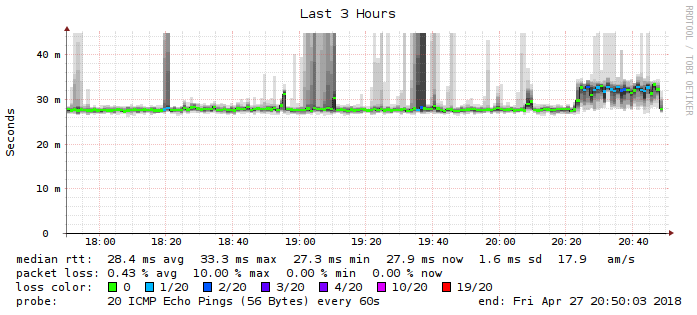 Last 3 Hours
RRDTOOL / TOBI OETIKER
Seconds
40 m
30 m
20 m
10 m
0
18:00 18:20 18:40 19:00 19:20 19:40 20:00 20:20 20:40
median rtt: 28.4 ms avg 33.3 ms max 27.3 ms min 27.9 ms now 1.6 ms sd 17.9 am/s
packet loss: 0.43 % avg 10.00 % max 0.00 % min 0.00 % now
loss color: 0 1/20 2/20 3/20 4/20 10/20 19/20
probe: 20 ICMP Echo Pings (56 Bytes) every 60s end: Fri Apr 27 20:50:03 2018